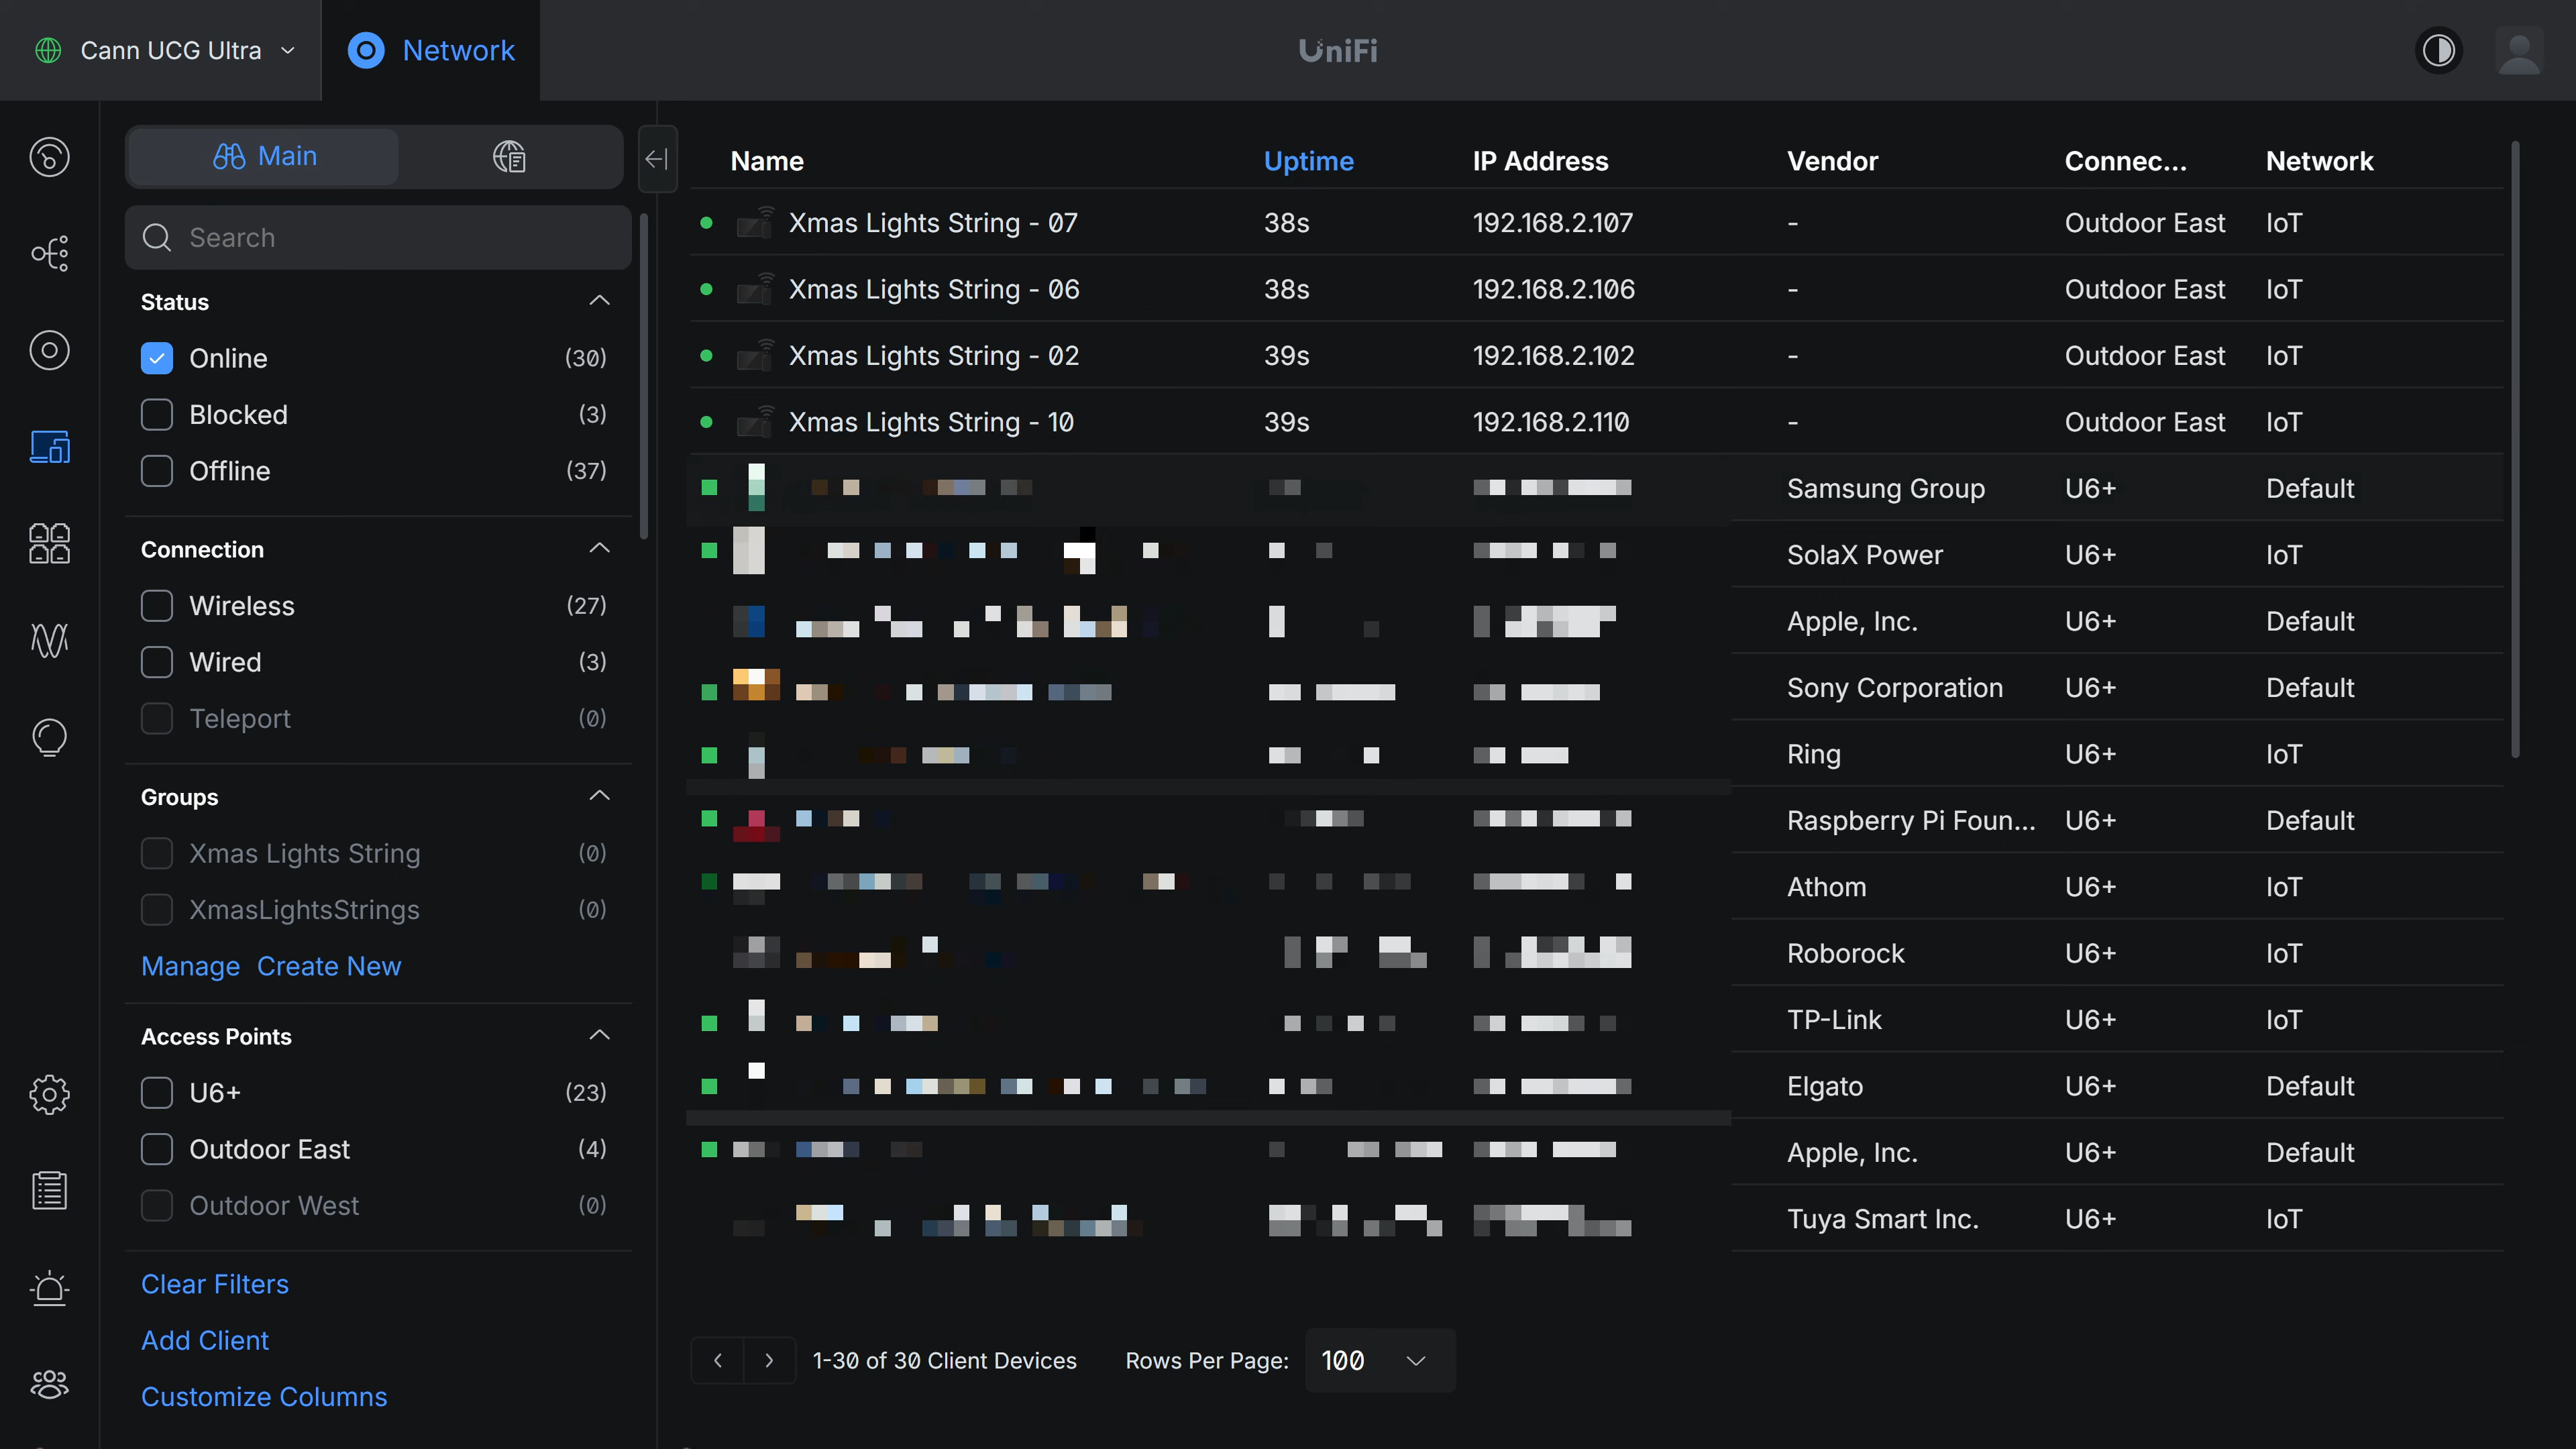 Cann UCG Ultra
Network
UniFi
Main
Search
Status
Online (30)
Blocked (3)
Offline (37)
Connection
Wireless (27)
Wired (3)
Teleport (0)
Groups
Xmas Lights String (0)
XmasLightsStrings (0)
Manage Create New
Access Points
U6+ (23)
Outdoor East (4)
Outdoor West (0)
Clear Filters
Add Client
Customize Columns
Name Uptime IP Address Vendor Connec... Network
Xmas Lights String - 07 38s 192.168.2.107 - Outdoor East IoT
Xmas Lights String - 06 38s 192.168.2.106 - Outdoor East IoT
Xmas Lights String - 02 39s 192.168.2.102 - Outdoor East IoT
Xmas Lights String - 10 39s 192.168.2.110 - Outdoor East IoT
Samsung Group U6+ Default
SolaX Power U6+ IoT
Apple, Inc. U6+ Default
Sony Corporation U6+ Default
Ring U6+ IoT
Raspberry Pi Foun... U6+ Default
Athom U6+ IoT
Roborock U6+ IoT
TP-Link U6+ IoT
Elgato U6+ Default
Apple, Inc. U6+ Default
Tuya Smart Inc. U6+ IoT
1-30 of 30 Client Devices Rows Per Page: 100